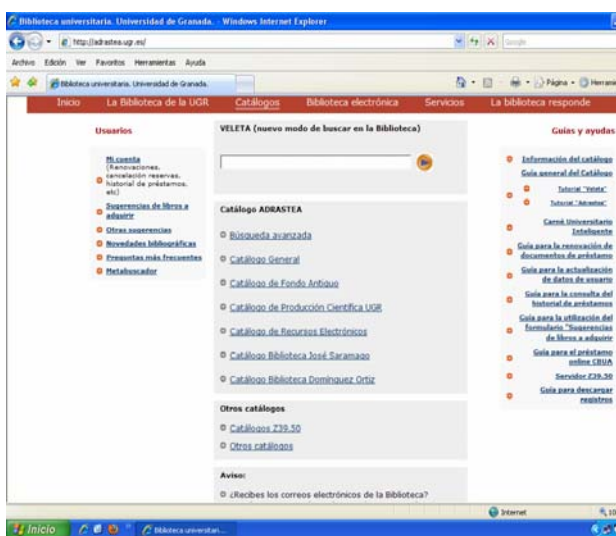 Biblioteca universitaria. Universidad de Granada. - Windows Internet Explorer
http://adrastea.ugr.es/
Google
Archivo Edición Ver Favoritos Herramientas Ayuda
Biblioteca universitaria. Universidad de Granada.
Página
Inicio La Biblioteca de la UGR Catálogos Biblioteca electrónica Servicios La biblioteca responde
Usuarios
Mi cuenta
(Renovaciones,
cancelación reservas,
historial de préstamos,
etc)
Sugerencias de libros a
adquirir
Otras sugerencias
Novedades bibliográficas
Preguntas más frecuentes
Metabuscador
VELETA (nuevo modo de buscar en la Biblioteca)
Catálogo ADRASTEA
Búsqueda avanzada
Catálogo General
Catálogo de Fondo Antiguo
Catálogo de Producción Científica UGR
Catálogo de Recursos Electrónicos
Catálogo Biblioteca José Saramago
Catálogo Biblioteca Domínguez Ortiz
Otros catálogos
Catálogos Z39.50
Otros catálogos
Aviso:
¿Recibes los correos electrónicos de la Biblioteca?
Guías y ayudas
Información del catálogo
Guía general del Catálogo
Tutorial "Veleta"
Tutorial "Adrastea"
Carné Universitario
Inteligente
Guía para la renovación de
documentos de préstamo
Guía para la actualización
de datos de usuario
Guía para la consulta del
historial de préstamos
Guía para la utilización del
formulario "Sugerencias
de libros a adquirir
Guía para el préstamo
online CBUA
Servidor Z39.50
Guía para descargar
registros
Internet
Inicio
Biblioteca universitari...